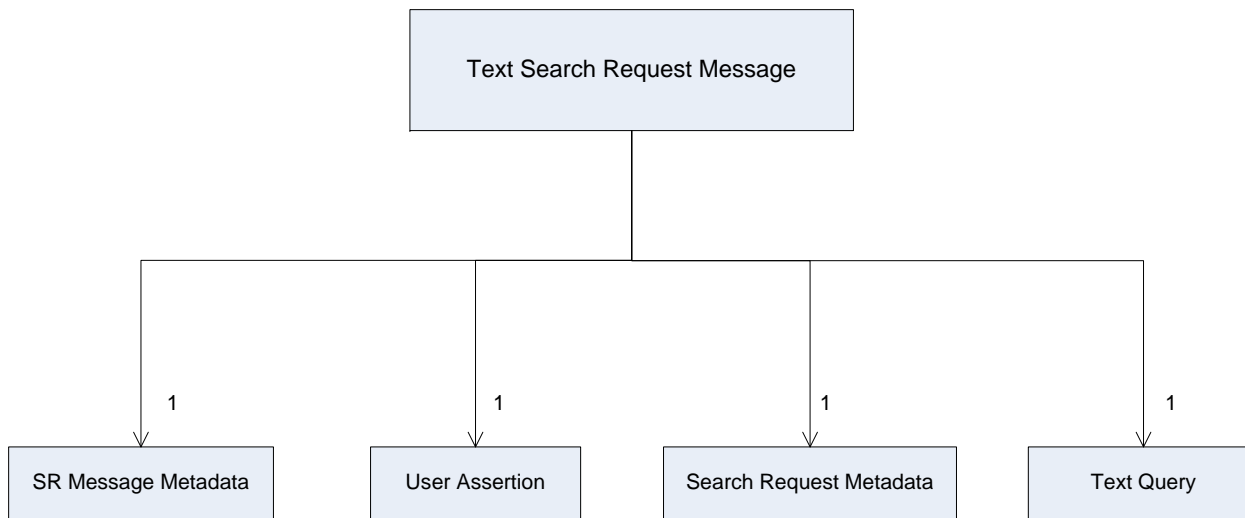 Text Search Request Message
1 1 1 1
SR Message Metadata User Assertion Search Request Metadata Text Query